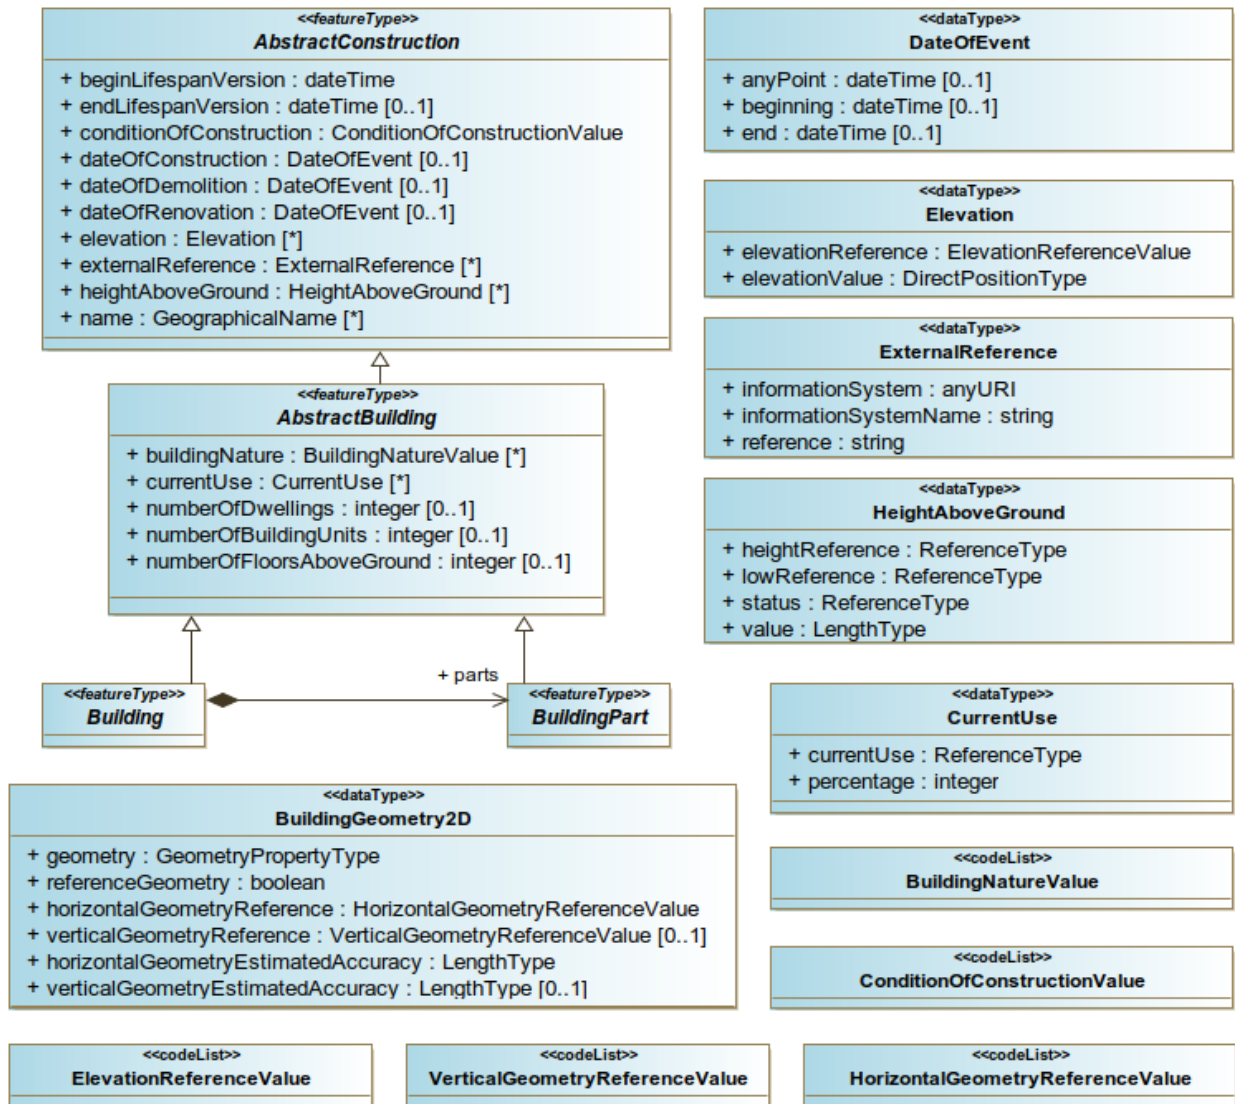 <<featureType>>
AbstractConstruction
+ beginLifespanVersion : dateTime
+ endLifespanVersion : dateTime [0..1]
+ conditionOfConstruction : ConditionOfConstructionValue
+ dateOfConstruction : DateOfEvent [0..1]
+ dateOfDemolition : DateOfEvent [0..1]
+ dateOfRenovation : DateOfEvent [0..1]
+ elevation : Elevation [*]
+ externalReference : ExternalReference [*]
+ heightAboveGround : HeightAboveGround [*]
+ name : GeographicalName [*]
<<featureType>>
AbstractBuilding
+ buildingNature : BuildingNatureValue [*]
+ currentUse : CurrentUse [*]
+ numberOfDwellings : integer [0..1]
+ numberOfBuildingUnits : integer [0..1]
+ numberOfFloorsAboveGround : integer [0..1]
+ parts
<<featureType>>
Building
<<featureType>>
BuildingPart
<<dataType>>
BuildingGeometry2D
+ geometry : GeometryPropertyType
+ referenceGeometry : boolean
+ horizontalGeometryReference : HorizontalGeometryReferenceValue
+ verticalGeometryReference : VerticalGeometryReferenceValue [0..1]
+ horizontalGeometryEstimatedAccuracy : LengthType
+ verticalGeometryEstimatedAccuracy : LengthType [0..1]
<<dataType>>
DateOfEvent
+ anyPoint : dateTime [0..1]
+ beginning : dateTime [0..1]
+ end : dateTime [0..1]
<<dataType>>
Elevation
+ elevationReference : ElevationReferenceValue
+ elevationValue : DirectPositionType
<<dataType>>
ExternalReference
+ informationSystem : anyURI
+ informationSystemName : string
+ reference : string
<<dataType>>
HeightAboveGround
+ heightReference : ReferenceType
+ lowReference : ReferenceType
+ status : ReferenceType
+ value : LengthType
<<dataType>>
CurrentUse
+ currentUse : ReferenceType
+ percentage : integer
<<codeList>>
BuildingNatureValue
<<codeList>>
ConditionOfConstructionValue
<<codeList>>
ElevationReferenceValue
<<codeList>>
VerticalGeometryReferenceValue
<<codeList>>
HorizontalGeometryReferenceValue